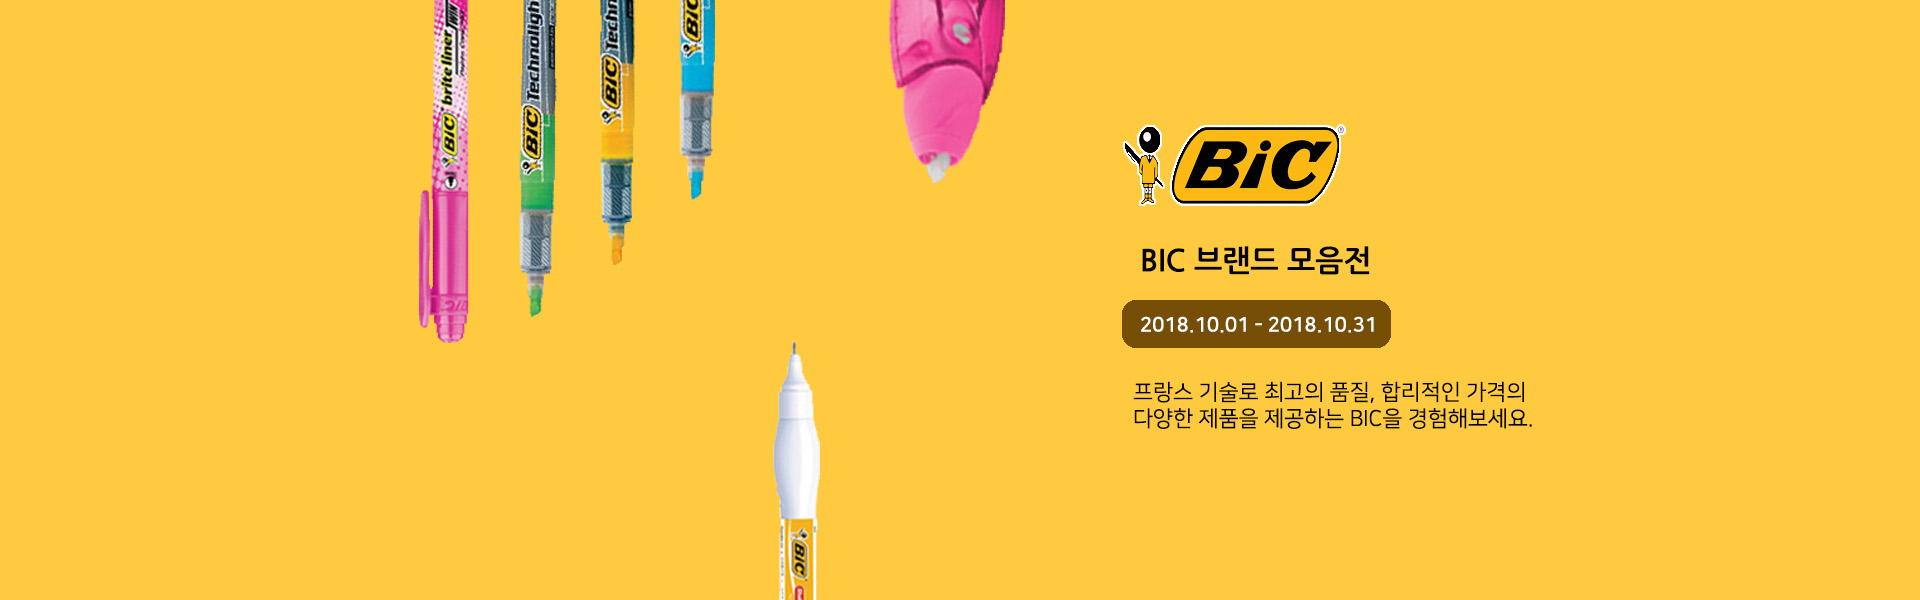 BiC brite liner
BiC Technolight
BiC Techn
BiC
BiC
BIC 브랜드 모음전
2018.10.01 - 2018.10.31
프랑스 기술로 최고의 품질, 합리적인 가격의
다양한 제품을 제공하는 BIC을 경험해보세요.
BiC